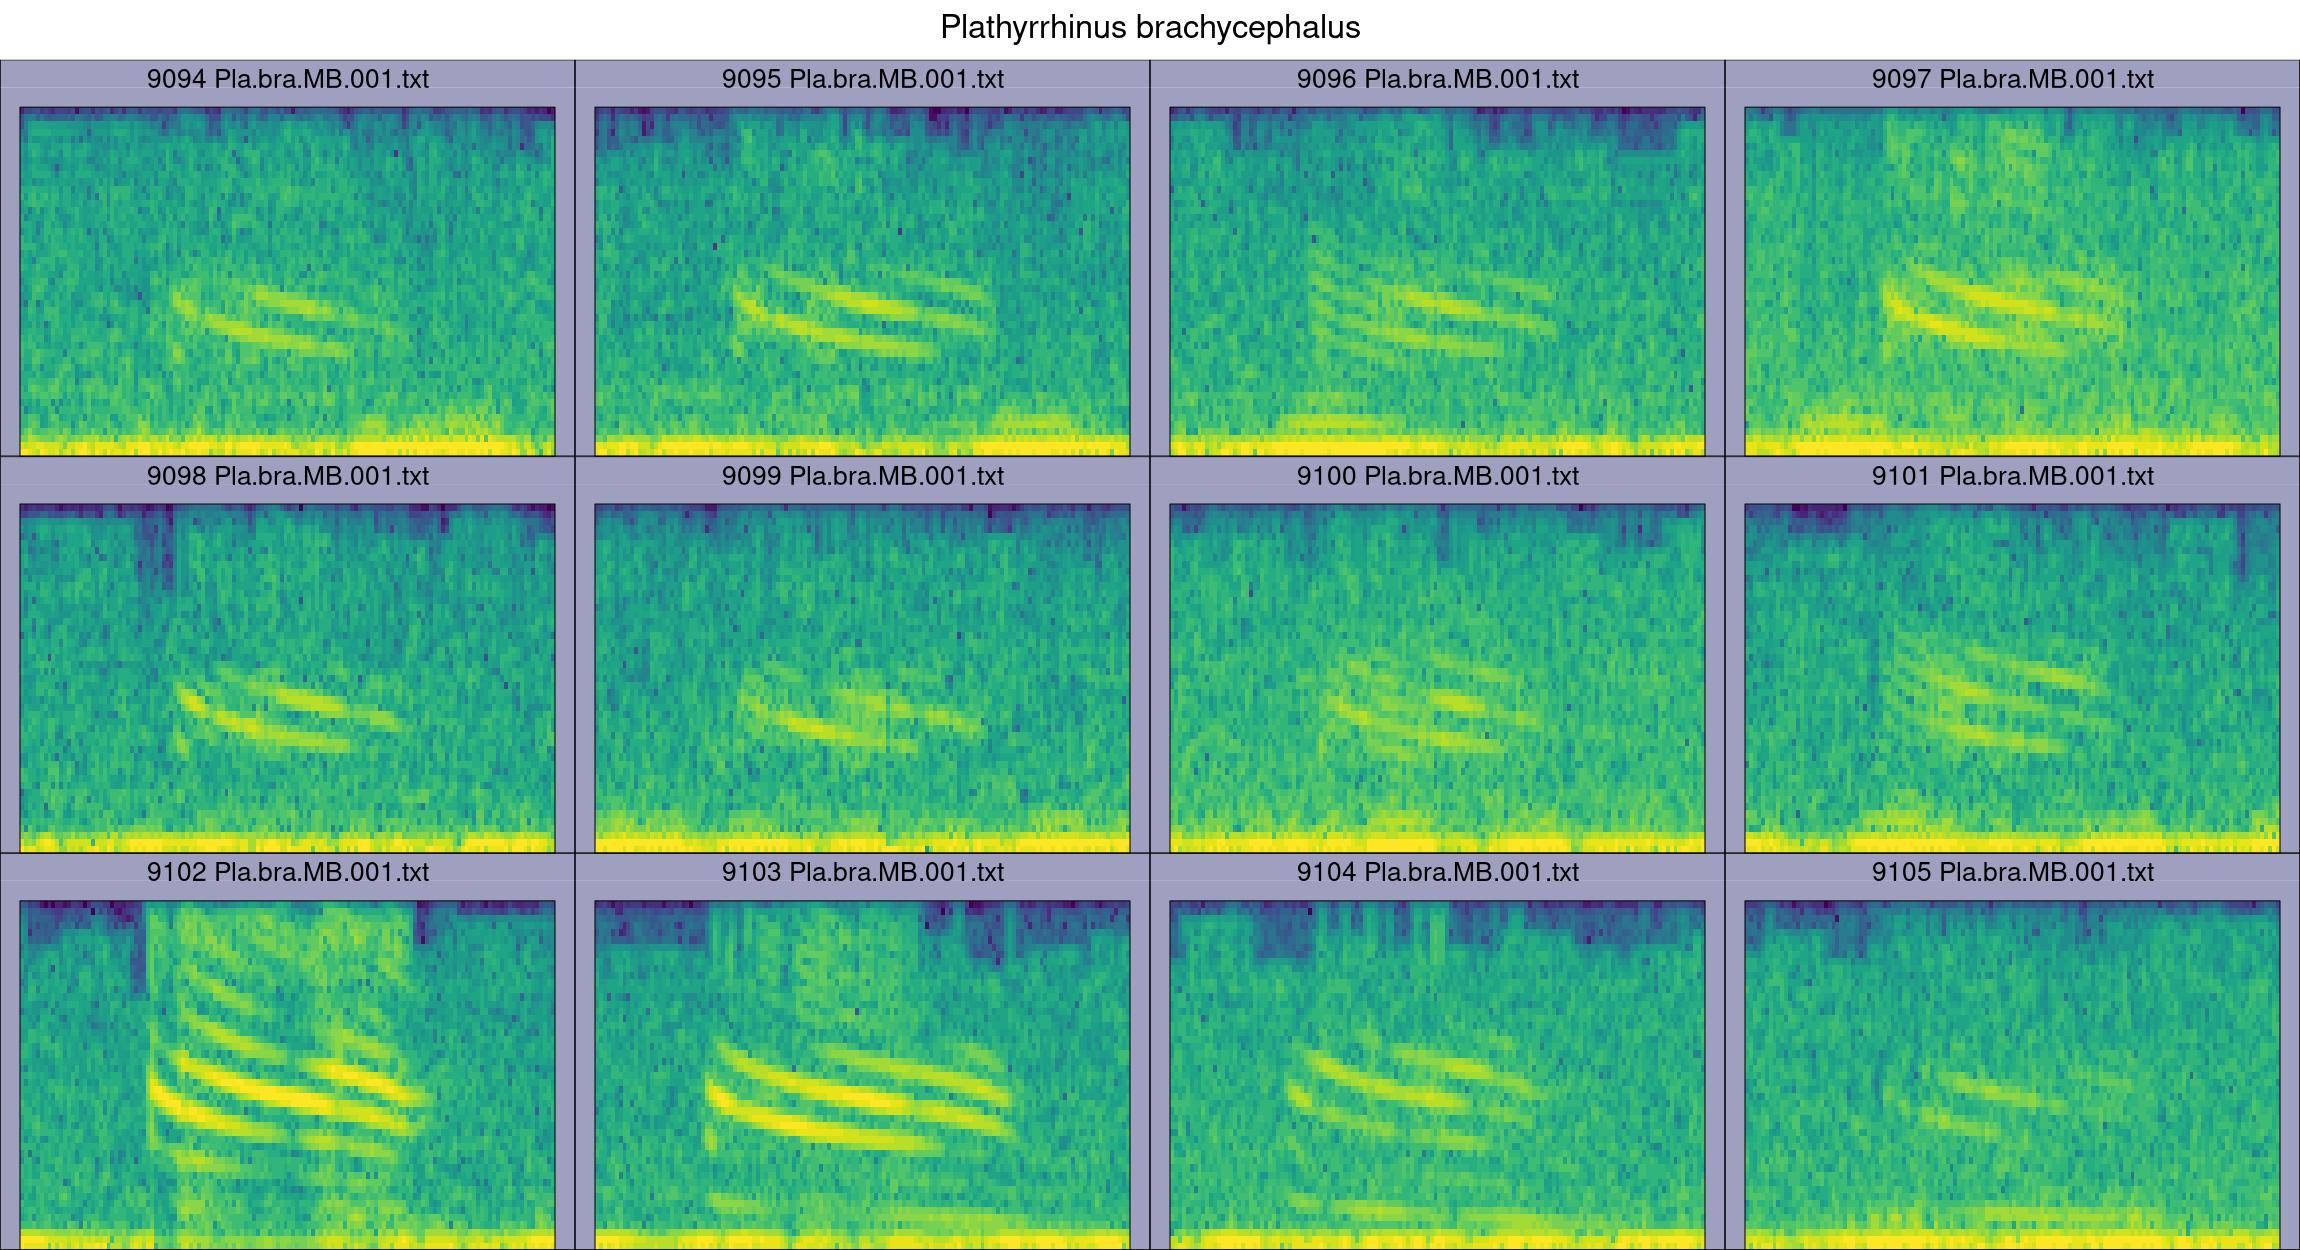 Plathyrrhinus brachycephalus
9094 Pla.bra.MB.001.txt
9095 Pla.bra.MB.001.txt
9096 Pla.bra.MB.001.txt
9097 Pla.bra.MB.001.txt
9098 Pla.bra.MB.001.txt
9099 Pla.bra.MB.001.txt
9100 Pla.bra.MB.001.txt
9101 Pla.bra.MB.001.txt
9102 Pla.bra.MB.001.txt
9103 Pla.bra.MB.001.txt
9104 Pla.bra.MB.001.txt
9105 Pla.bra.MB.001.txt